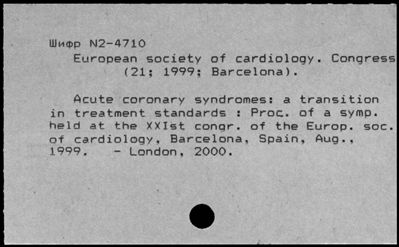 Шифр N2-4710
European society of cardiology. Congress
(21; 1999; Barcelona).
Acute coronary syndromes: a transition
in treatment standards : Proc. of a symp.
held at the XXIst congr. of the Europ. soc.
of cardiology, Barcelona, Spain, Aug.,
1999. - London, 2000.